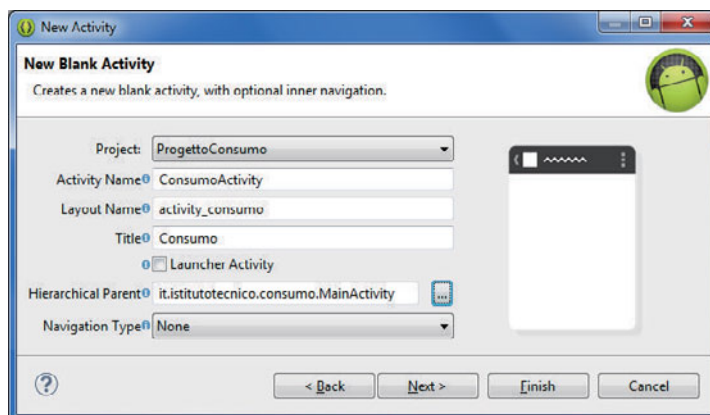 New Activity
New Blank Activity
Creates a new blank activity, with optional inner navigation.
Project: ProgettoConsumo
Activity Name ConsumoActivity
Layout Name activity_consumo
Title Consumo
Launcher Activity
Hierarchical Parent it.istitutotecnico.consumo.MainActivity ...
Navigation Type None
? < Back Next > Finish Cancel